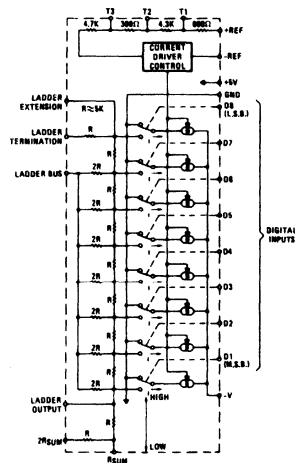 T3 T2 T1
4.7K 300Ω 4.3K 800Ω
+REF
CURRENT
DRIVER
CONTROL
-REF
+5V
GND
LADDER
EXTENSION
R≈5K
D8
(L.S.B.)
LADDER
TERMINATION
R
D7
LADDER BUS
2R
R
D6
2R
R
D5
2R
R
D4
DIGITAL
INPUTS
2R
R
D3
2R
R
D2
2R
R
D1
(M.S.B.)
2R
HIGH
-V
LADDER
OUTPUT
R
LOW
2RSUM
R
RSUM